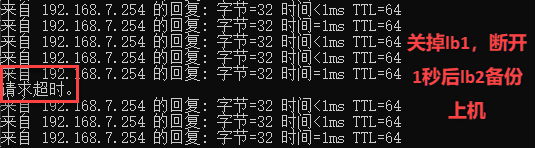 来自 192.168.7.254 的回复: 字节=32 时间<1ms TTL=64
来自 192.168.7.254 的回复: 字节=32 时间=1ms TTL=64
来自 192.168.7.254 的回复: 字节=32 时间<1ms TTL=64
来自 192.168.7.254 的回复: 字节=32 时间<1ms TTL=64
来自 192.168.7.254 的回复: 字节=32 时间=1ms TTL=64
请求超时。
来自 192.168.7.254 的回复: 字节=32 时间<1ms TTL=64
来自 192.168.7.254 的回复: 字节=32 时间<1ms TTL=64
来自 192.168.7.254 的回复: 字节=32 时间=1ms TTL=64
关掉lb1，断开
1秒后lb2备份
上机